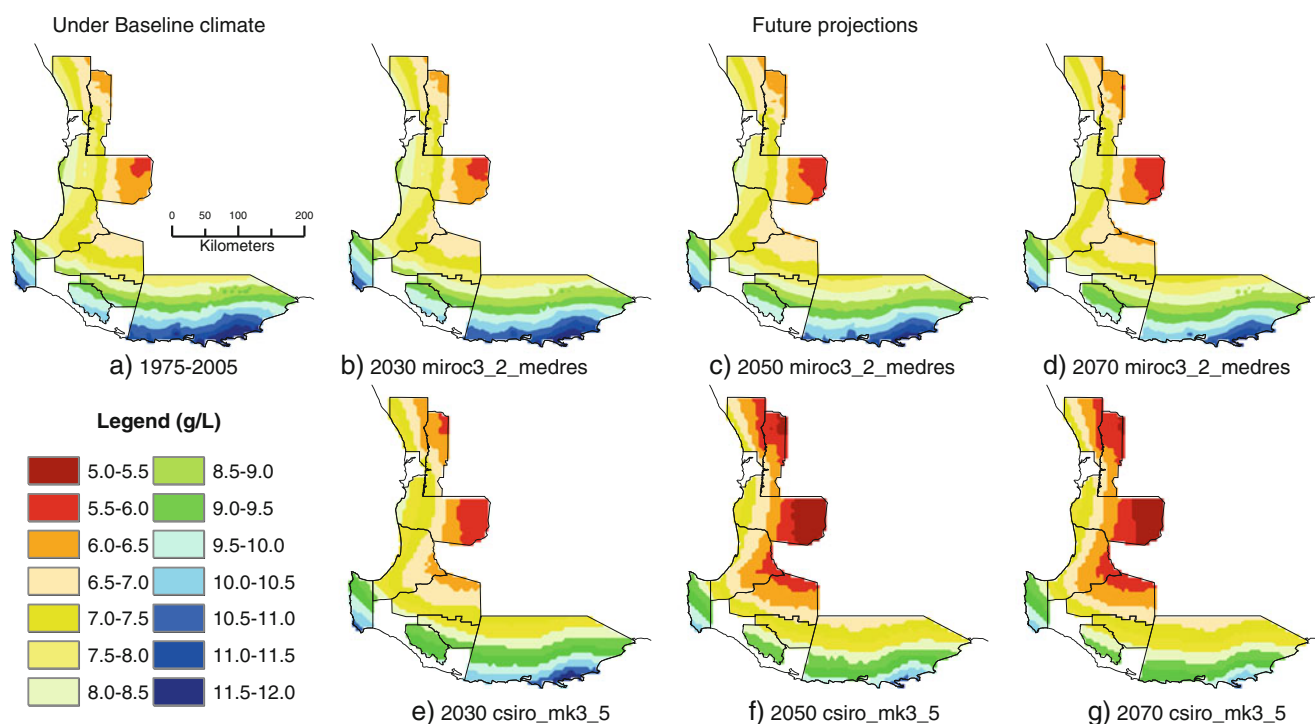 Under Baseline climate
Future projections
0 50 100 200
Kilometers
a) 1975-2005
b) 2030 miroc3_2_medres
c) 2050 miroc3_2_medres
d) 2070 miroc3_2_medres
Legend (g/L)
5.0-5.5
5.5-6.0
6.0-6.5
6.5-7.0
7.0-7.5
7.5-8.0
8.0-8.5
8.5-9.0
9.0-9.5
9.5-10.0
10.0-10.5
10.5-11.0
11.0-11.5
11.5-12.0
e) 2030 csiro_mk3_5
f) 2050 csiro_mk3_5
g) 2070 csiro_mk3_5